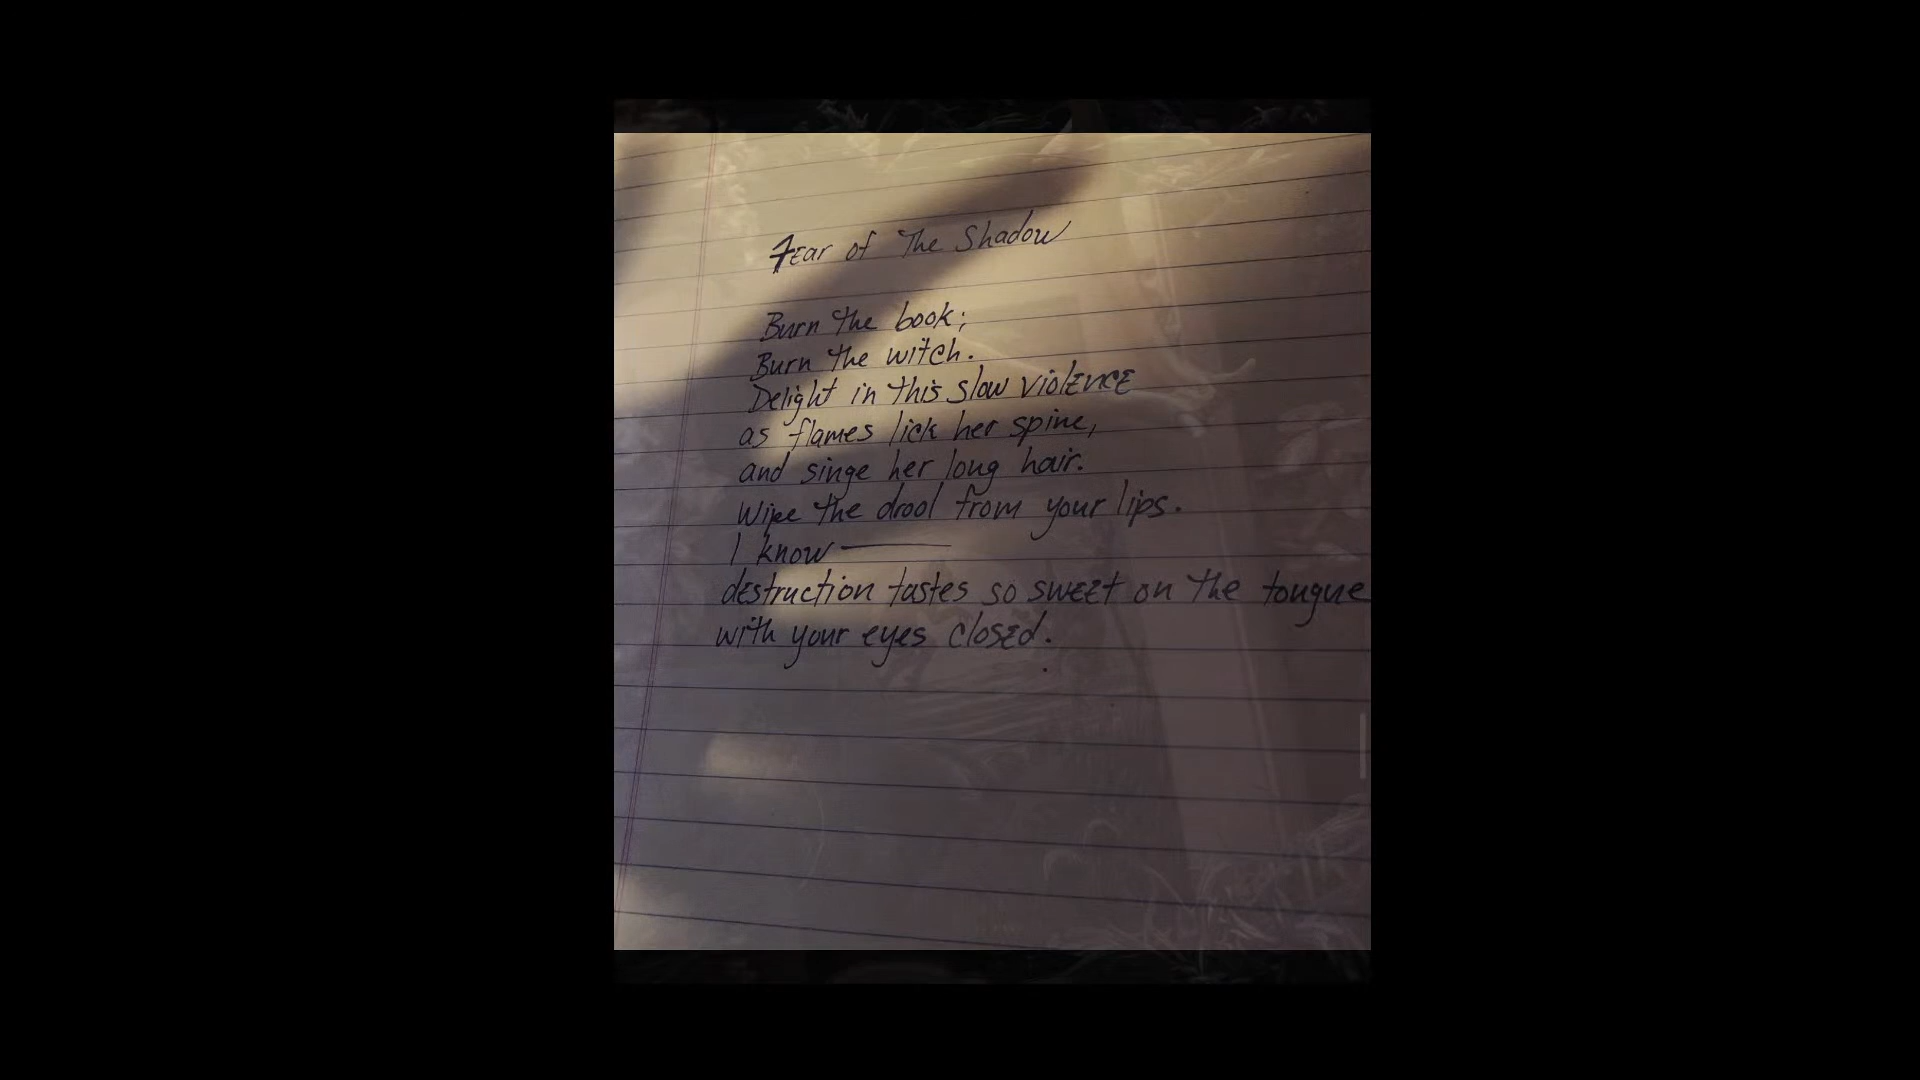 Fear of The Shadow
Burn the book;
Burn the witch.
Delight in this slow violence
as flames lick her spine,
and singe her long hair.
Wipe the drool from your lips.
I know —
destruction tastes so sweet on the tongue
with your eyes closed.